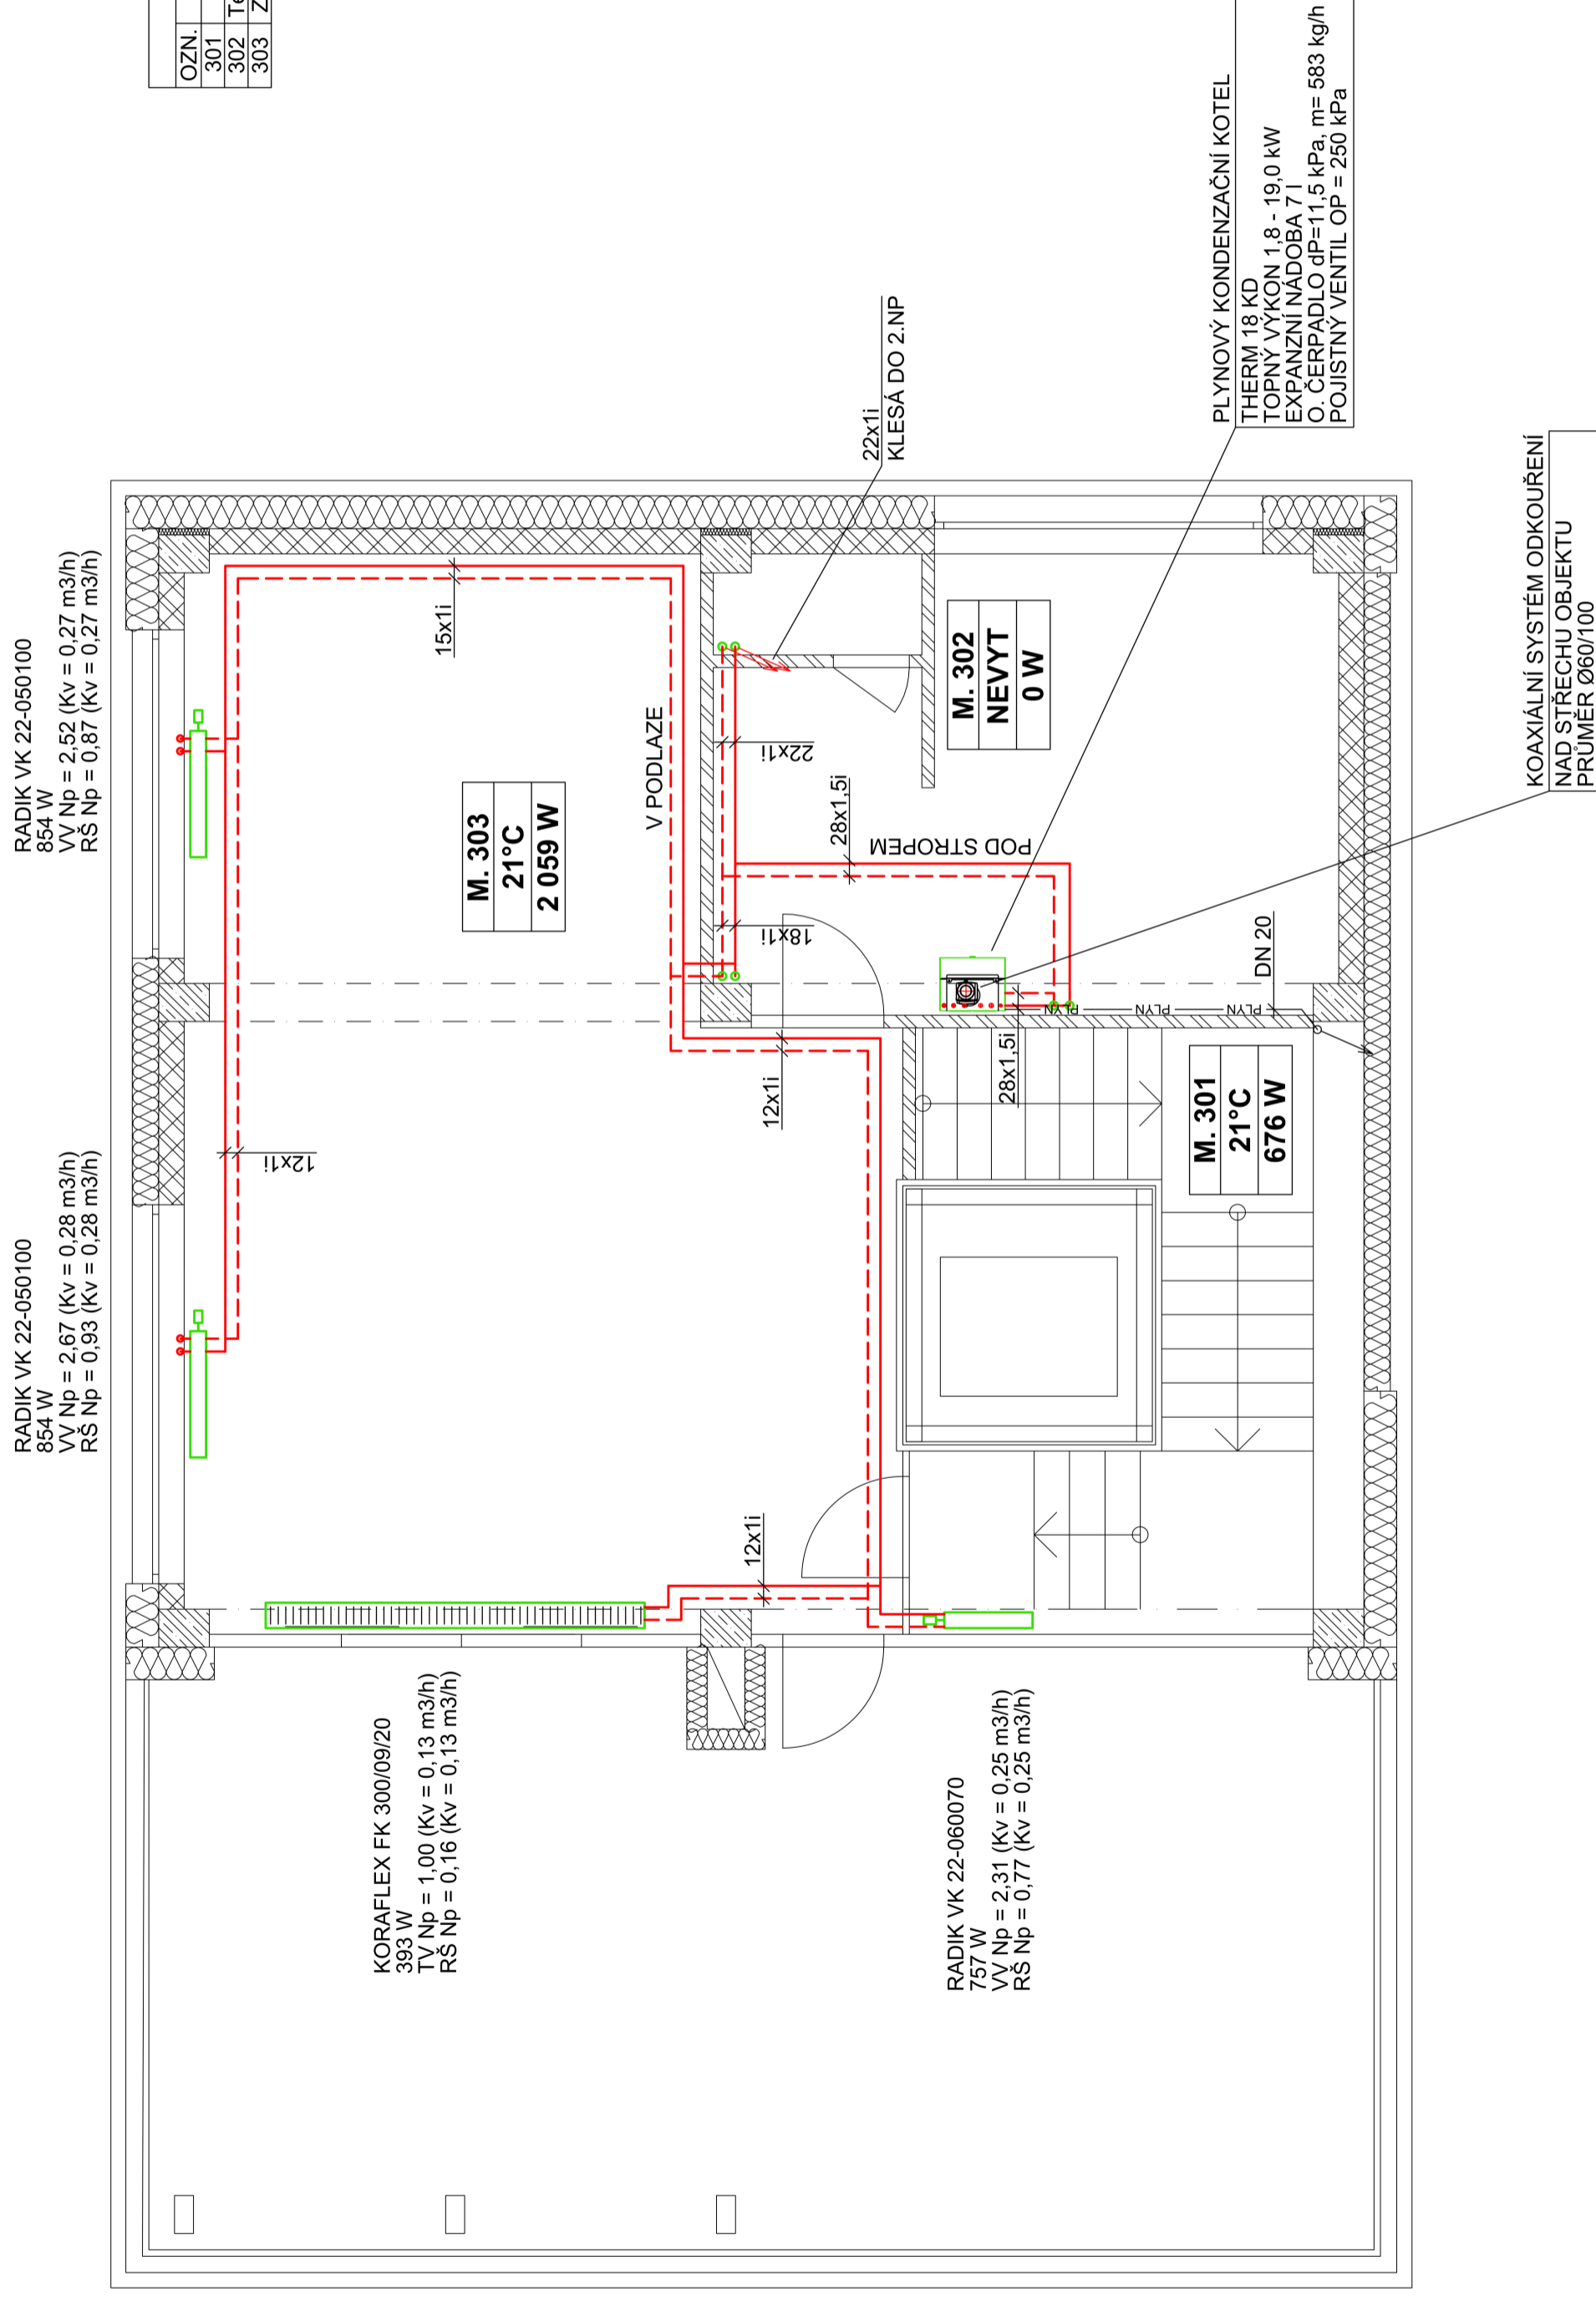 OZN.
301
302 Te
303 Z
RADIK VK 22-050100
854 W
VV Np = 2,67 (Kv = 0,28 m3/h)
RŠ Np = 0,93 (Kv = 0,28 m3/h)
RADIK VK 22-050100
854 W
VV Np = 2,52 (Kv = 0,27 m3/h)
RŠ Np = 0,87 (Kv = 0,27 m3/h)
12x1i
15x1i
M. 303
21°C
2 059 W
V PODLAZE
22x1i
KLESÁ DO 2.NP
22x1i
18x1i
28x1,5i
POD STROPEM
M. 302
NEVYT
0 W
12x1i
12x1i
28x1,5i
DN 20
PLYN
PLYN
PLYN
M. 301
21°C
676 W
KORAFLEX FK 300/09/20
393 W
TV Np = 1,00 (Kv = 0,13 m3/h)
RŠ Np = 0,16 (Kv = 0,13 m3/h)
RADIK VK 22-060070
757 W
VV Np = 2,31 (Kv = 0,25 m3/h)
RŠ Np = 0,77 (Kv = 0,25 m3/h)
PLYNOVÝ KONDENZAČNÍ KOTEL
THERM 18 KD
TOPNÝ VÝKON 1,8 - 19,0 kW
EXPANZNÍ NÁDOBA 7 l
O. ČERPADLO dP=11,5 kPa, m= 583 kg/h
POJISTNÝ VENTIL OP = 250 kPa
KOAXIÁLNÍ SYSTÉM ODKOUŘENÍ
NAD STŘECHU OBJEKTU
PRŮMĚR Ø60/100